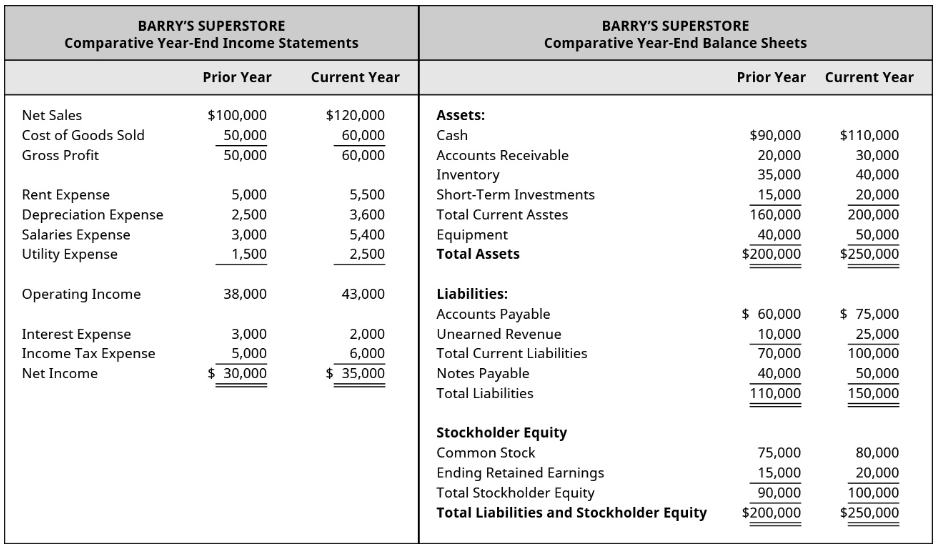 BARRY’S SUPERSTORE
Comparative Year-End Income Statements
Prior Year Current Year
Net Sales $100,000 $120,000
Cost of Goods Sold 50,000 60,000
Gross Profit 50,000 60,000
Rent Expense 5,000 5,500
Depreciation Expense 2,500 3,600
Salaries Expense 3,000 5,400
Utility Expense 1,500 2,500
Operating Income 38,000 43,000
Interest Expense 3,000 2,000
Income Tax Expense 5,000 6,000
Net Income $ 30,000 $ 35,000
BARRY’S SUPERSTORE
Comparative Year-End Balance Sheets
Prior Year Current Year
Assets:
Cash $90,000 $110,000
Accounts Receivable 20,000 30,000
Inventory 35,000 40,000
Short-Term Investments 15,000 20,000
Total Current Asstes 160,000 200,000
Equipment 40,000 50,000
Total Assets $200,000 $250,000
Liabilities:
Accounts Payable $ 60,000 $ 75,000
Unearned Revenue 10,000 25,000
Total Current Liabilities 70,000 100,000
Notes Payable 40,000 50,000
Total Liabilities 110,000 150,000
Stockholder Equity
Common Stock 75,000 80,000
Ending Retained Earnings 15,000 20,000
Total Stockholder Equity 90,000 100,000
Total Liabilities and Stockholder Equity $200,000 $250,000